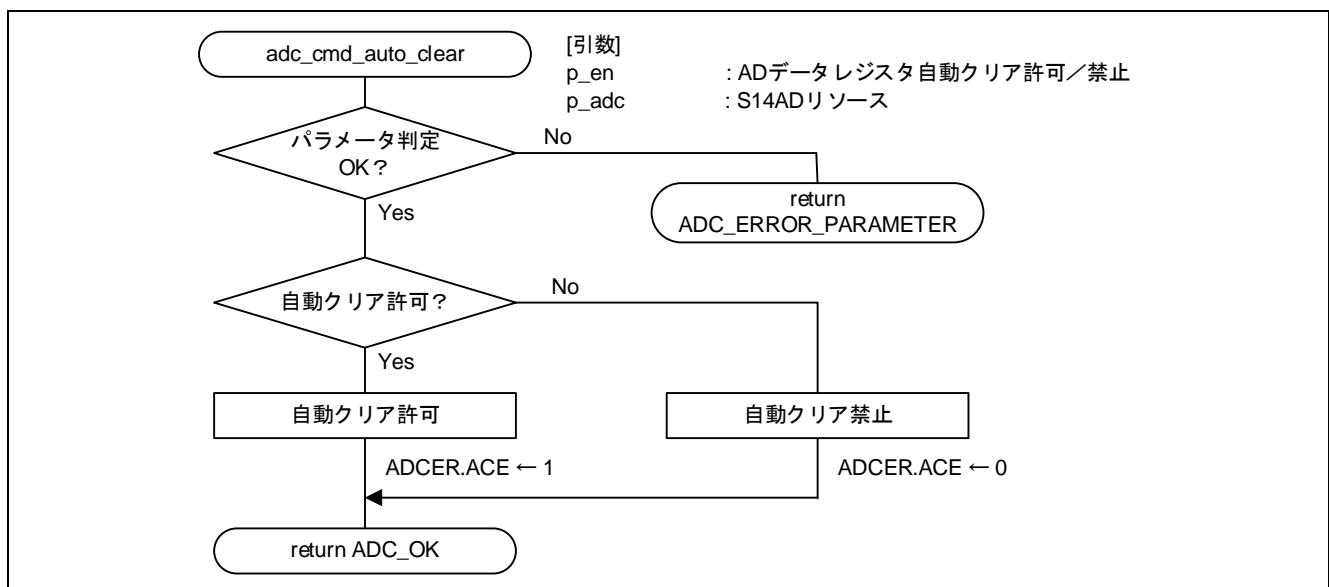 adc_cmd_auto_clear
[引数]
p_en : ADデータレジスタ自動クリア許可／禁止
p_adc : S14ADリソース
パラメータ判定
OK？
No
return
ADC_ERROR_PARAMETER
Yes
自動クリア許可？
No
Yes
自動クリア許可
自動クリア禁止
ADCER.ACE ← 1
ADCER.ACE ← 0
return ADC_OK